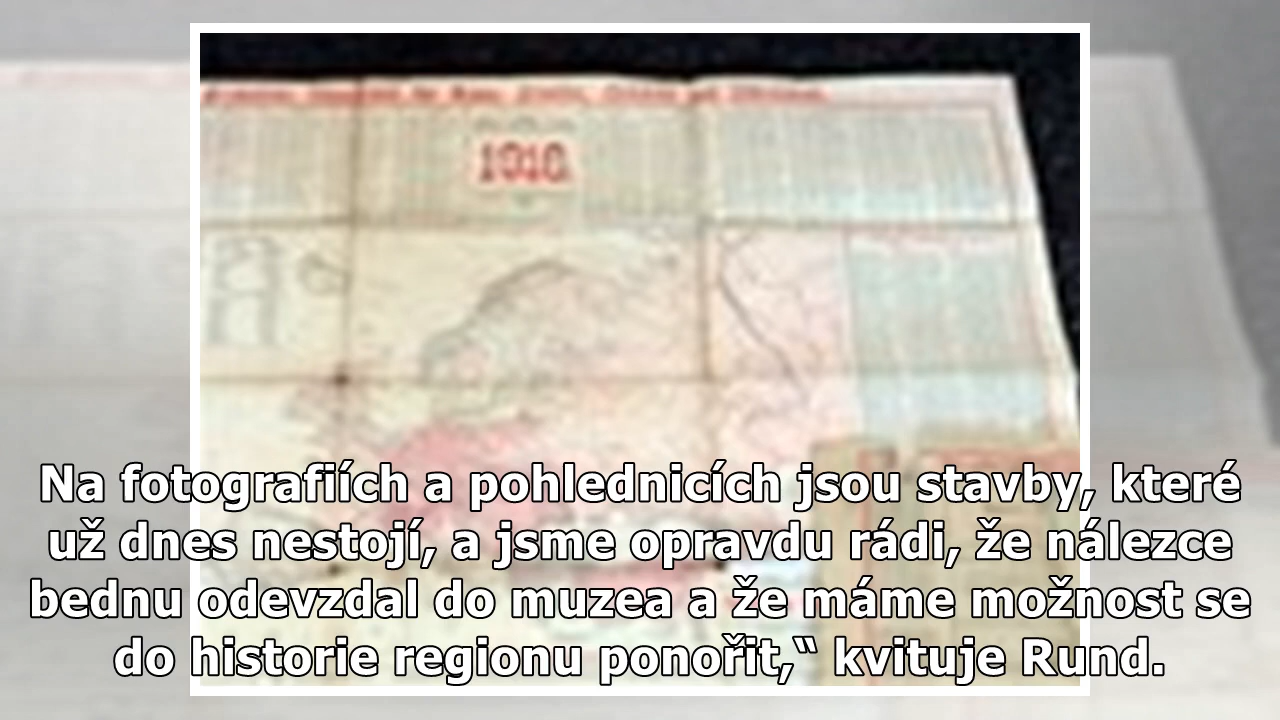 Na fotografiích a pohlednicích jsou stavby, které
už dnes nestojí, a jsme opravdu rádi, že nálezce
bednu odevzdal do muzea a že máme možnost se
do historie regionu ponořit,“ kvituje Rund.